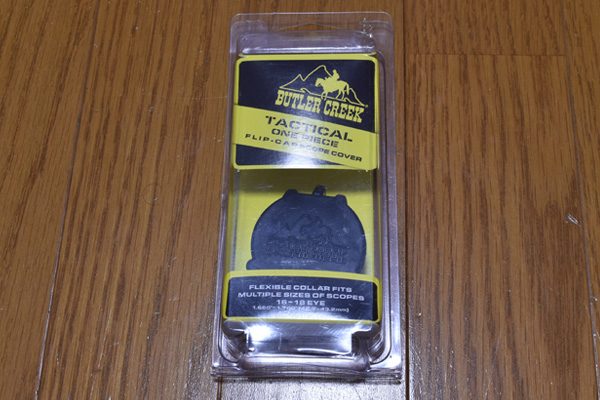 BUTLER CREEK
TACTICAL
ONE PIECE
FLIP-CAP SCOPE COVER
FLEXIBLE COLLAR FITS
MULTIPLE SIZES OF SCOPES
16-18 EYE